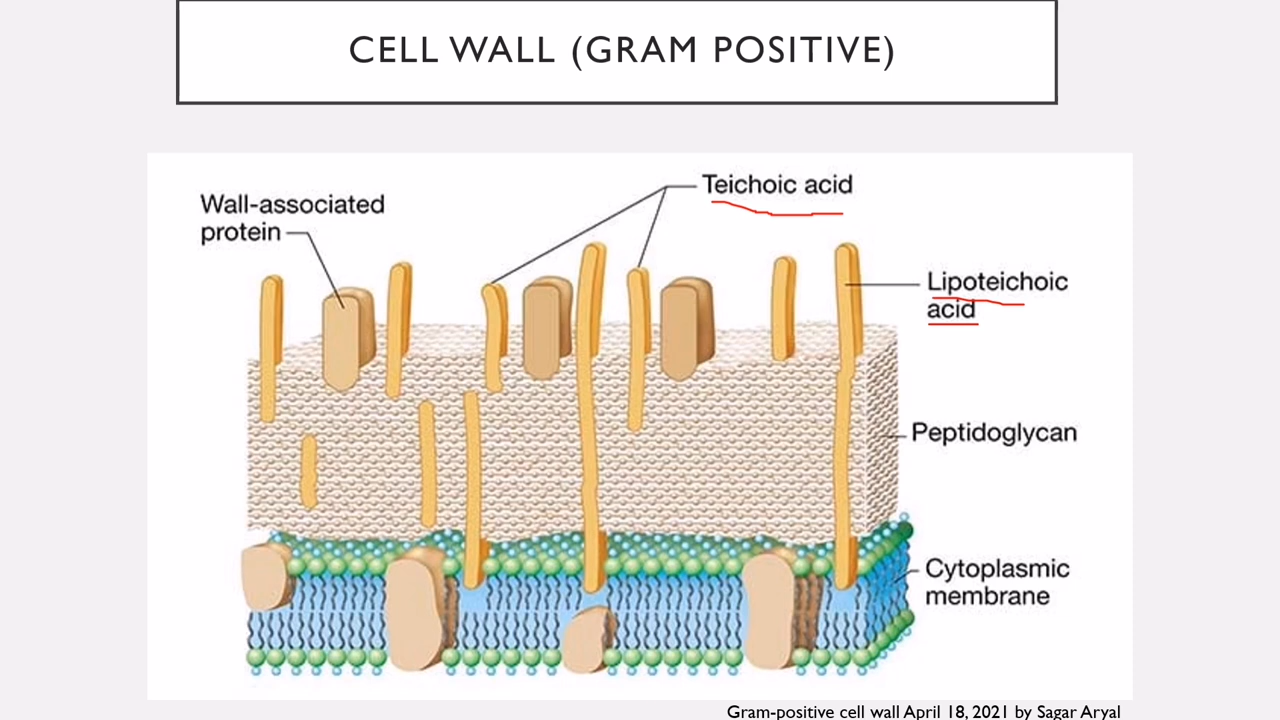 CELL WALL (GRAM POSITIVE)
Wall-associated
protein
Teichoic acid
Lipoteichoic
acid
Peptidoglycan
Cytoplasmic
membrane
Gram-positive cell wall April 18, 2021 by Sagar Aryal